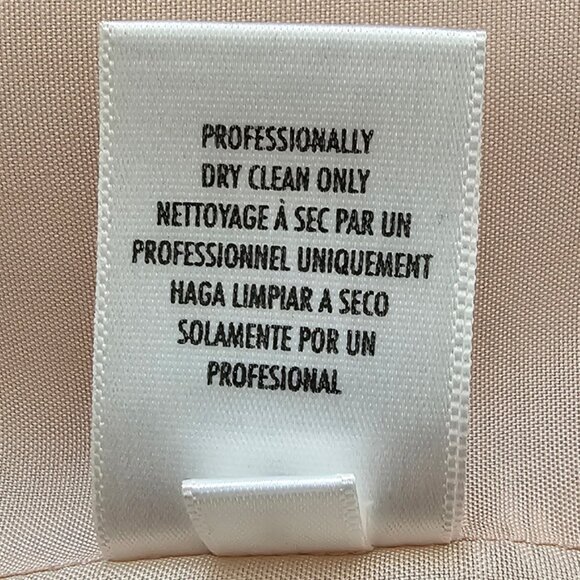 PROFESSIONALLY
DRY CLEAN ONLY
NETTOYAGE À SEC PAR UN
PROFESSIONNEL UNIQUEMENT
HAGA LIMPIAR A SECO
SOLAMENTE POR UN
PROFESIONAL